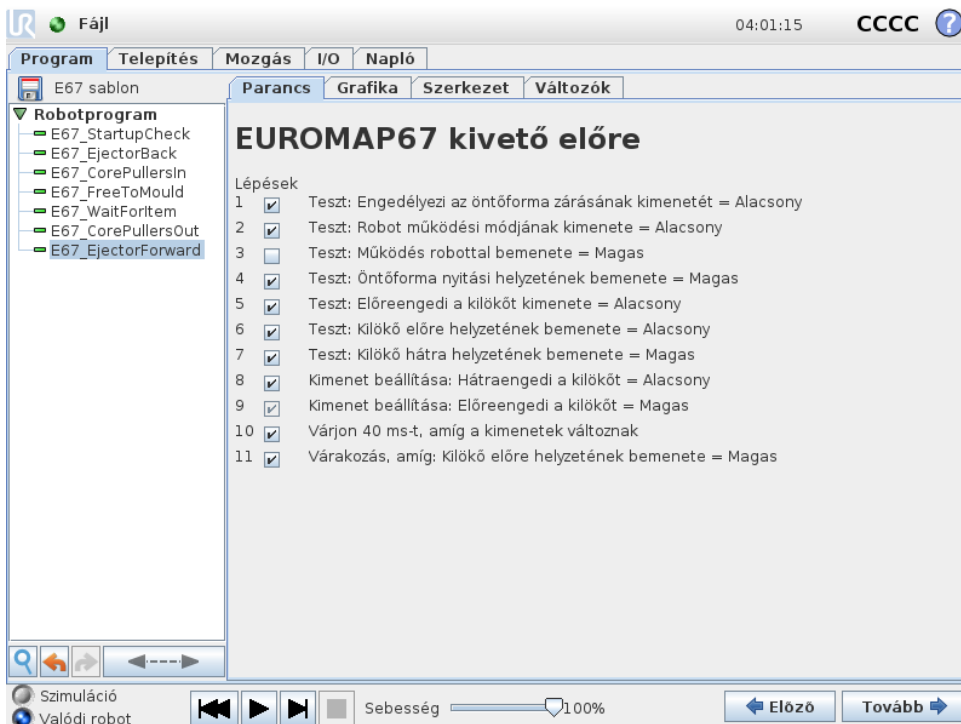 UR Fájl 04:01:15 CCCC ?
Program Telepítés Mozgás I/O Napló
E67 sablon
Parancs Grafika Szerkezet Változók
Robotprogram
E67_StartupCheck
E67_EjectorBack
E67_CorePullersIn
E67_FreeToMould
E67_WaitForItem
E67_CorePullersOut
E67_EjectorForward
EUROMAP67 kivető előre
Lépések
1 Teszt: Engedélyezi az öntőforma zárásának kimenetét = Alacsony
2 Teszt: Robot működési módjának kimenete = Alacsony
3 Teszt: Működés robottal bemenete = Magas
4 Teszt: Öntőforma nyitási helyzetének bemenete = Magas
5 Teszt: Előreengedi a kilökőt kimenete = Alacsony
6 Teszt: Kilökő előre helyzetének bemenete = Alacsony
7 Teszt: Kilökő hátra helyzetének bemenete = Magas
8 Kimenet beállítása: Hátraengedi a kilökőt = Alacsony
9 Kimenet beállítása: Előreengedi a kilökőt = Magas
10 Várjon 40 ms-t, amíg a kimenetek változnak
11 Várakozás, amíg: Kilökő előre helyzetének bemenete = Magas
Szimuláció
Valódi robot
Sebesség 100%
Elözö
Tovább